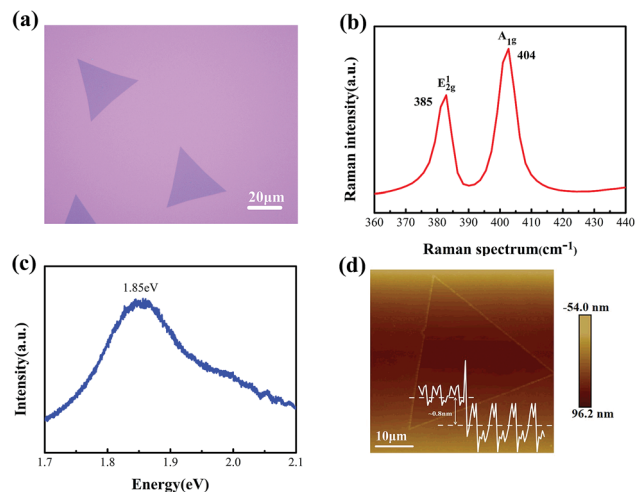 (a)
20µm
(b)
A1g
404
E12g
385
Raman intensity(a.u.)
360 370 380 390 400 410 420 430 440
Raman spectrum(cm-1)
(c)
1.85eV
Intensity(a.u.)
1.7 1.8 1.9 2.0 2.1
Energy(eV)
(d)
-54.0 nm
96.2 nm
~0.8nm
10µm